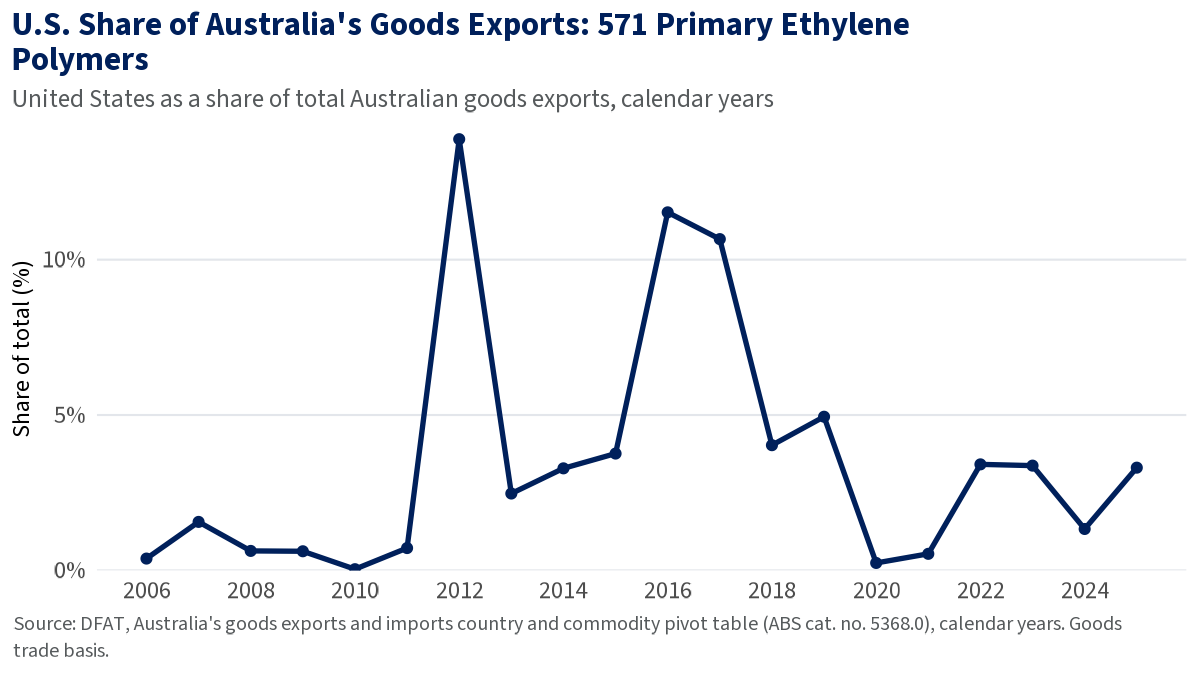 U.S. Share of Australia's Goods Exports: 571 Primary Ethylene
Polymers
United States as a share of total Australian goods exports, calendar years
Share of total (%)
10%
5%
0%
2006 2008 2010 2012 2014 2016 2018 2020 2022 2024
Source: DFAT, Australia's goods exports and imports country and commodity pivot table (ABS cat. no. 5368.0), calendar years. Goods
trade basis.